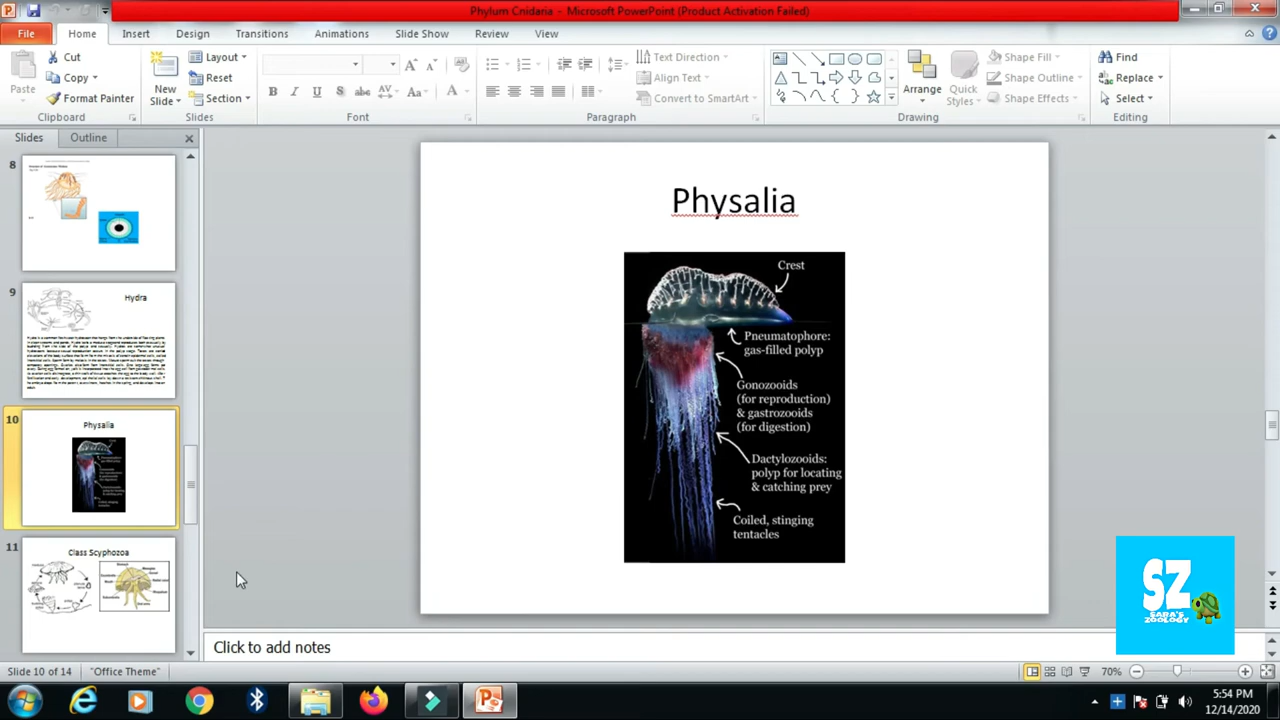 Phylum Cnidaria - Microsoft PowerPoint (Product Activation Failed)
File Home Insert Design Transitions Animations Slide Show Review View
Paste
Cut
Copy
Format Painter
Clipboard
New
Slide
Layout
Reset
Section
Slides
Font
Paragraph
Text Direction
Align Text
Convert to SmartArt
Arrange
Quick
Styles
Shape Fill
Shape Outline
Shape Effects
Drawing
Find
Replace
Select
Editing
Slides Outline
8
9
Hydra
10
Physalia
11
Class Scyphozoa
Physalia
Crest
Pneumatophore:
gas-filled polyp
Gonozooids
(for reproduction)
& gastrozooids
(for digestion)
Dactylozooids:
polyp for locating
& catching prey
Coiled, stinging
tentacles
SZ
SARA'S
ZOOLOGY
Click to add notes
Slide 10 of 14 "Office Theme" 70%
5:54 PM
12/14/2020